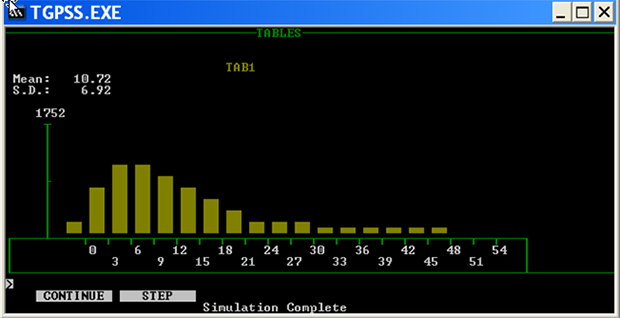 TGPSS.EXE
TABLES
TAB1
Mean: 10.72
S.D.: 6.92
1752
0 6 12 18 24 30 36 42 48 54
3 9 15 21 27 33 39 45 51
CONTINUE STEP
Simulation Complete